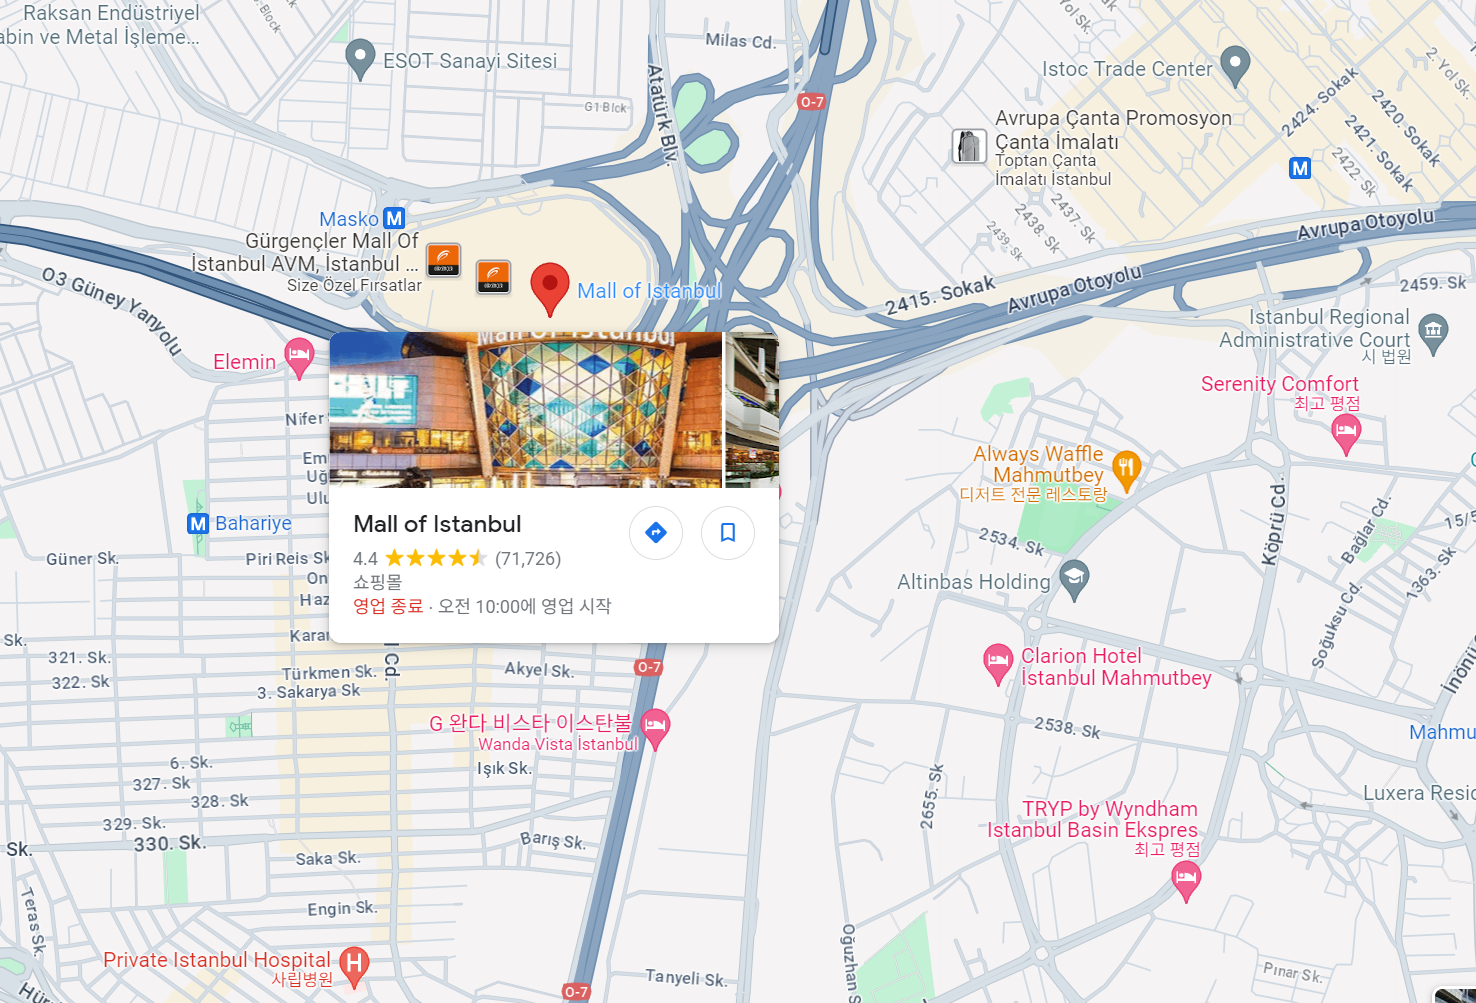 Raksan Endüstriyel
abin ve Metal İşleme...
Block
ESOT Sanayi Sitesi
G1 Blck
Milas Cd.
Atatürk Blv.
O-7
Istoc Trade Center
2. Yol Sk.
Yol Sk.
2424. Sokak
2420. Sokak
2421. Sokak
2422. Sk
Avrupa Çanta Promosyon
Çanta İmalatı
Toptan Çanta
İmalatı İstanbul
M
2437. Sk
2438. Sk
2439. Sk
Masko M
Gürgençler Mall Of
İstanbul AVM, İstanbul ...
Size Özel Fırsatlar
Mall of Istanbul
Avrupa Otoyolu
Avrupa Otoyolu
2415. Sokak
2459. Sk
O3 Güney Yanyolu
Istanbul Regional
Administrative Court
시 법원
Elemin
Serenity Comfort
최고 평점
Mall of Istanbul
Nifer
Em
Uğ
Ulu
Always Waffle
Mahmutbey
디저트 전문 레스토랑
M Bahariye
Mall of Istanbul
4.4 (71,726)
쇼핑몰
영업 종료 · 오전 10:00에 영업 시작
Güner Sk.
Piri Reis Sk
On
Haz
Karan
2534. Sk
Köprü Cd.
Bağlar Cd.
15/5
1363. Sk
Soğuksu Cd.
İnönü
Altinbas Holding
Sk.
321. Sk.
322. Sk
Türkmen Sk.
3. Sakarya Sk
l Cd.
Akyel Sk.
O-7
Clarion Hotel
İstanbul Mahmutbey
G 완다 비스타 이스탄불
Wanda Vista İstanbul
Işık Sk.
2538. Sk
Mahmu
6. Sk.
327. Sk
328. Sk
329. Sk.
330. Sk.
Sk.
2655. Sk
Luxera Resid
TRYP by Wyndham
Istanbul Basin Ekspres
최고 평점
Barış Sk.
Saka Sk.
Engin Sk.
Teras Sk.
Private Istanbul Hospital
사립병원
H
Hür
O-7
Tanyeli Sk.
Oğuzhan S
Pınar Sk.